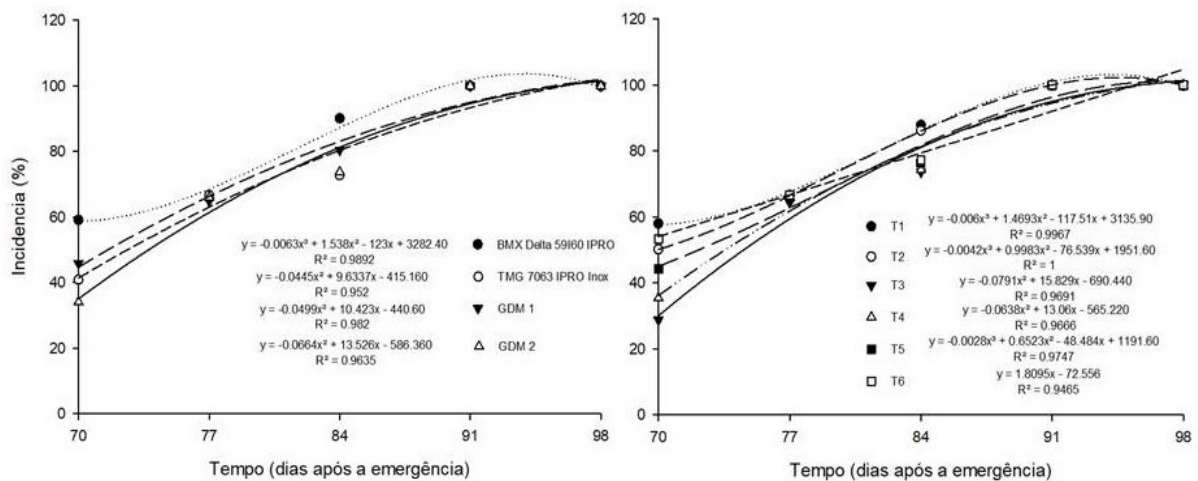 120
100
80
60
40
20
0
Incidencia (%)
y = -0.0063x³ + 1.538x² - 123x + 3282.40
R² = 0.9892
BMX Delta 59I60 IPRO
y = -0.0445x² + 9.6337x - 415.160
R² = 0.952
TMG 7063 IPRO Inox
y = -0.0499x² + 10.423x - 440.60
R² = 0.982
GDM 1
y = -0.0664x² + 13.526x - 586.360
R² = 0.9635
GDM 2
70 77 84 91 98
Tempo (dias após a emergência)
120
100
80
60
40
20
0
T1 y = -0.006x³ + 1.4693x² - 117.51x + 3135.90
R² = 0.9967
T2 y = -0.0042x³ + 0.9983x² - 76.539x + 1951.60
R² = 1
T3 y = -0.0791x² + 15.829x - 690.440
R² = 0.9691
T4 y = -0.0638x² + 13.06x - 565.220
R² = 0.9666
T5 y = -0.0028x³ + 0.6523x² - 48.484x + 1191.60
R² = 0.9747
T6 y = 1.8095x - 72.556
R² = 0.9465
70 77 84 91 98
Tempo (dias após a emergência)